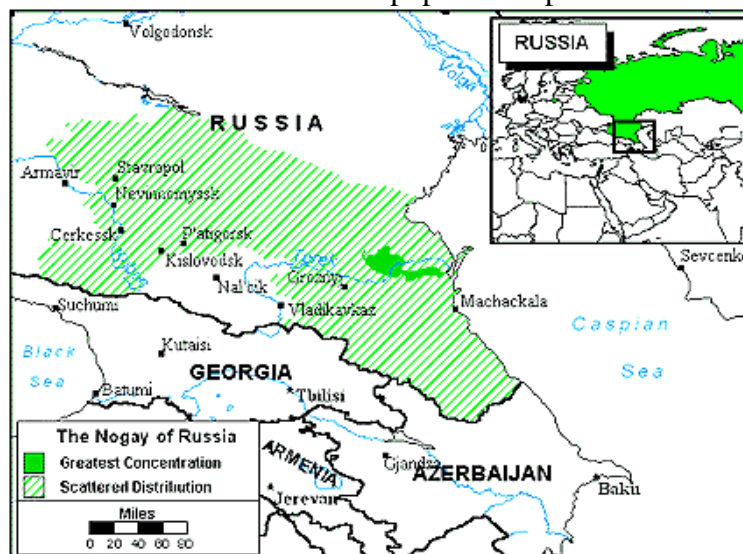 Volgodonsk
Volga
RUSSIA
RUSSIA
Armavir
Stavropol
Nevinnomyssk
Cerkessk
P'atigorsk
Kislovodsk
Nal'cik
Terek
Groznyj
Vladikavkaz
Machackala
Sevcenko
Suchumi
Black
Sea
Kutaisi
GEORGIA
Batumi
Tbilisi
Caspian
Sea
ARMENIA
Gjandza
AZERBAIJAN
Jerevan
Baku
The Nogay of Russia
Greatest Concentration
Scattered Distribution
Miles
0 20 40 60 80